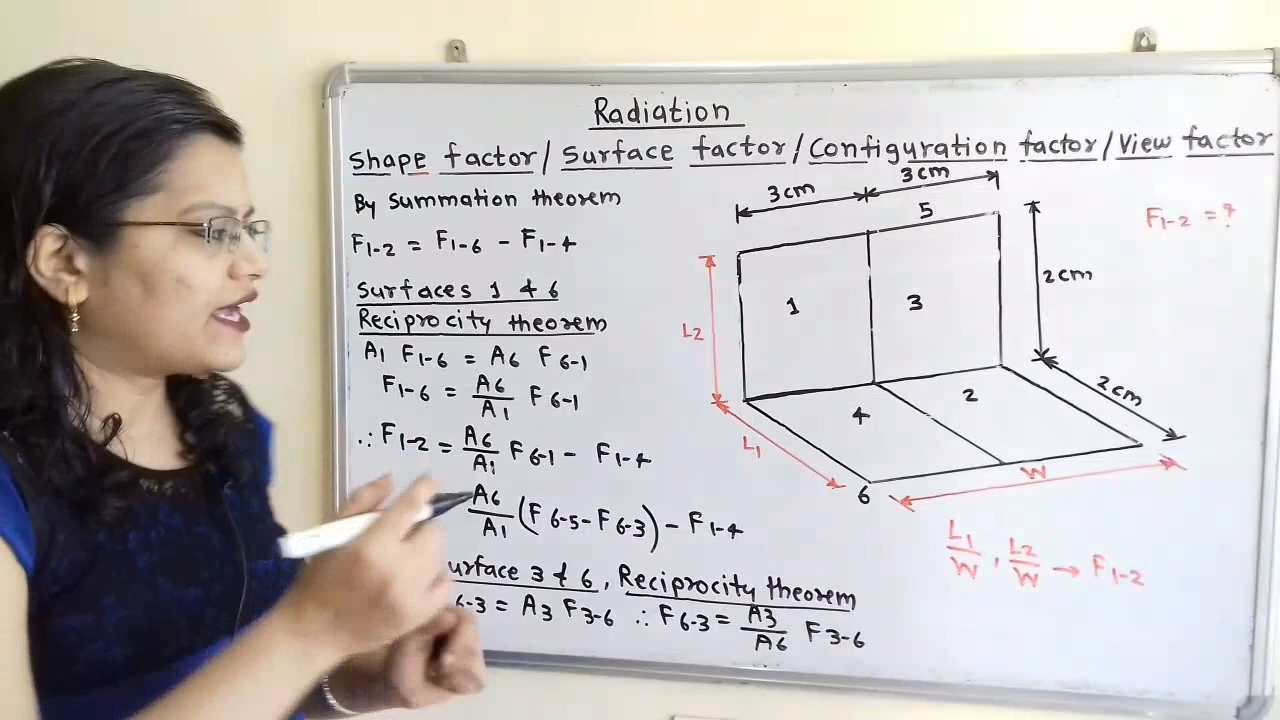 Radiation
Shape factor/Surface factor/Configuration factor/View factor
By Summation theorem
F1-2 = F1-6 - F1-4
Surfaces 1 & 6
Reciprocity theorem
A1 F1-6 = A6 F6-1
F1-6 = A6/A1 F6-1
∴ F1-2 = A6/A1 F6-1 - F1-4
A6/A1 (F6-5 - F6-3) - F1-4
urface 3 & 6, Reciprocity theorem
6-3 = A3 F3-6 ∴ F6-3 = A3/A6 F3-6
3cm
3cm
5
F1-2 = ?
1
3
2cm
L2
4
2
2cm
L1
6
W
L1/W, L2/W → F1-2